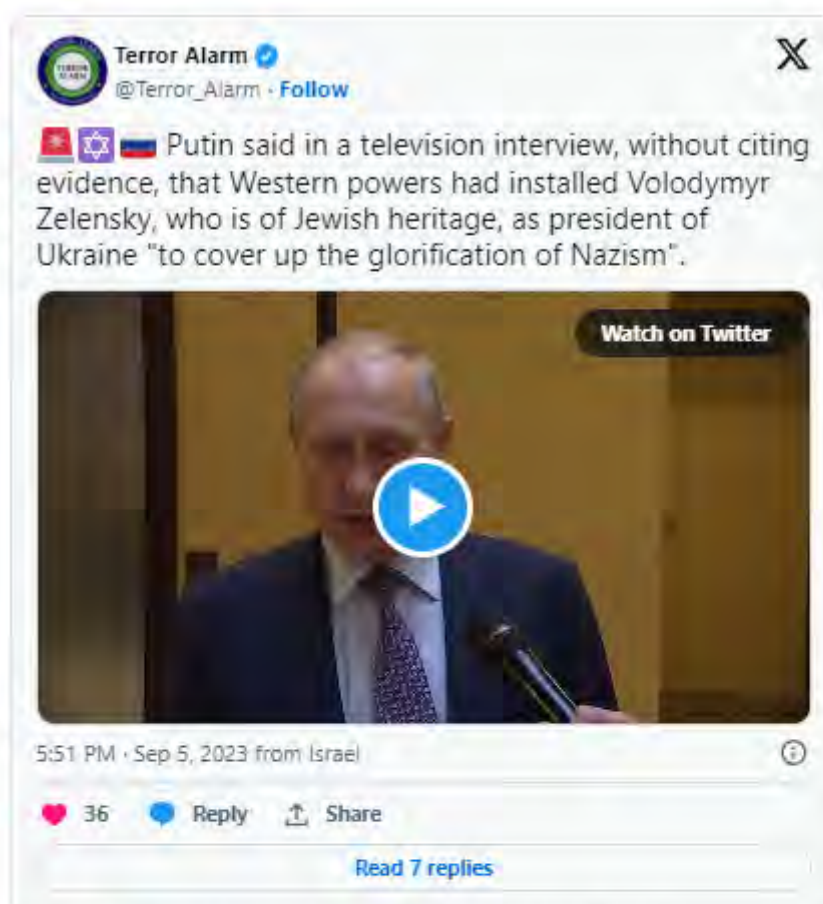 Terror Alarm
@Terror_Alarm · Follow
Putin said in a television interview, without citing
evidence, that Western powers had installed Volodymyr
Zelensky, who is of Jewish heritage, as president of
Ukraine "to cover up the glorification of Nazism".
Watch on Twitter
5:51 PM · Sep 5, 2023 from Israel
36 Reply Share
Read 7 replies